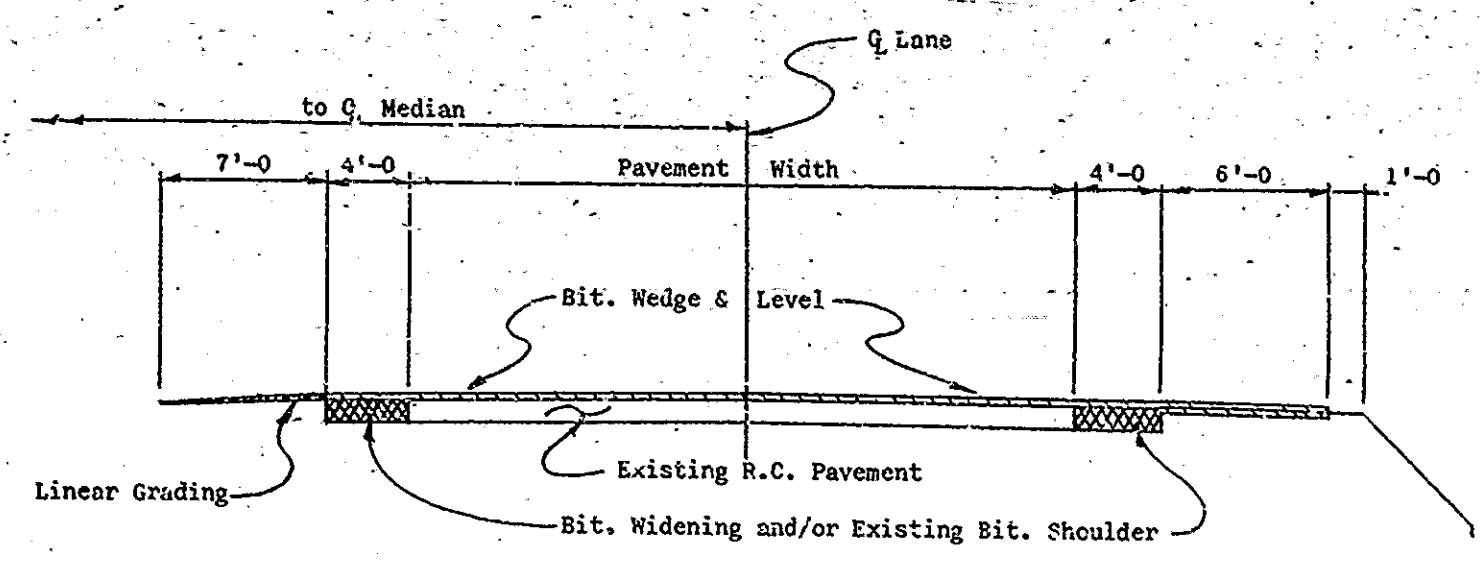 ℄ Lane
to ℄ Median
7'-0 4'-0 Pavement Width 4'-0 6'-0 1'-0
Bit. Wedge & Level
Existing R.C. Pavement
Linear Grading
Bit. Widening and/or Existing Bit. Shoulder